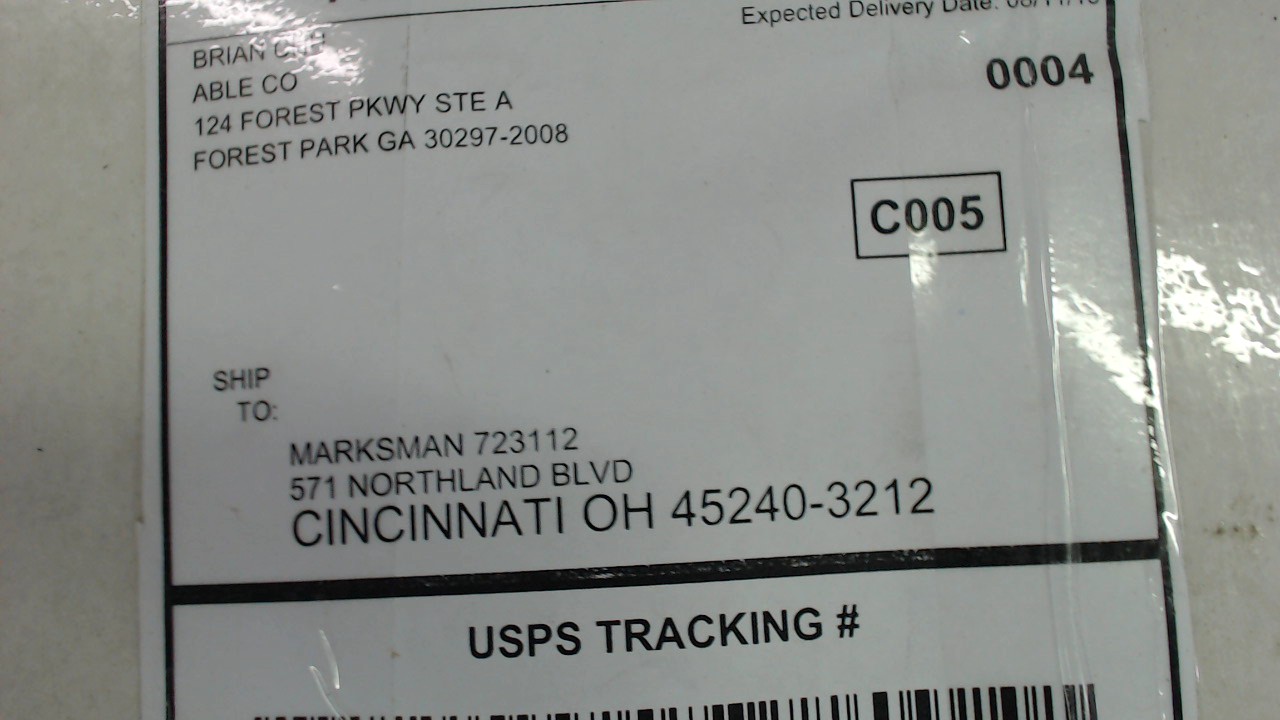 Expected Delivery Date:
BRIAN
0004
ABLE CO
124 FOREST PKWY STE A
FOREST PARK GA 30297-2008
C005
SHIP
TO:
MARKSMAN 723112
571 NORTHLAND BLVD
CINCINNATI OH 45240-3212
USPS TRACKING #